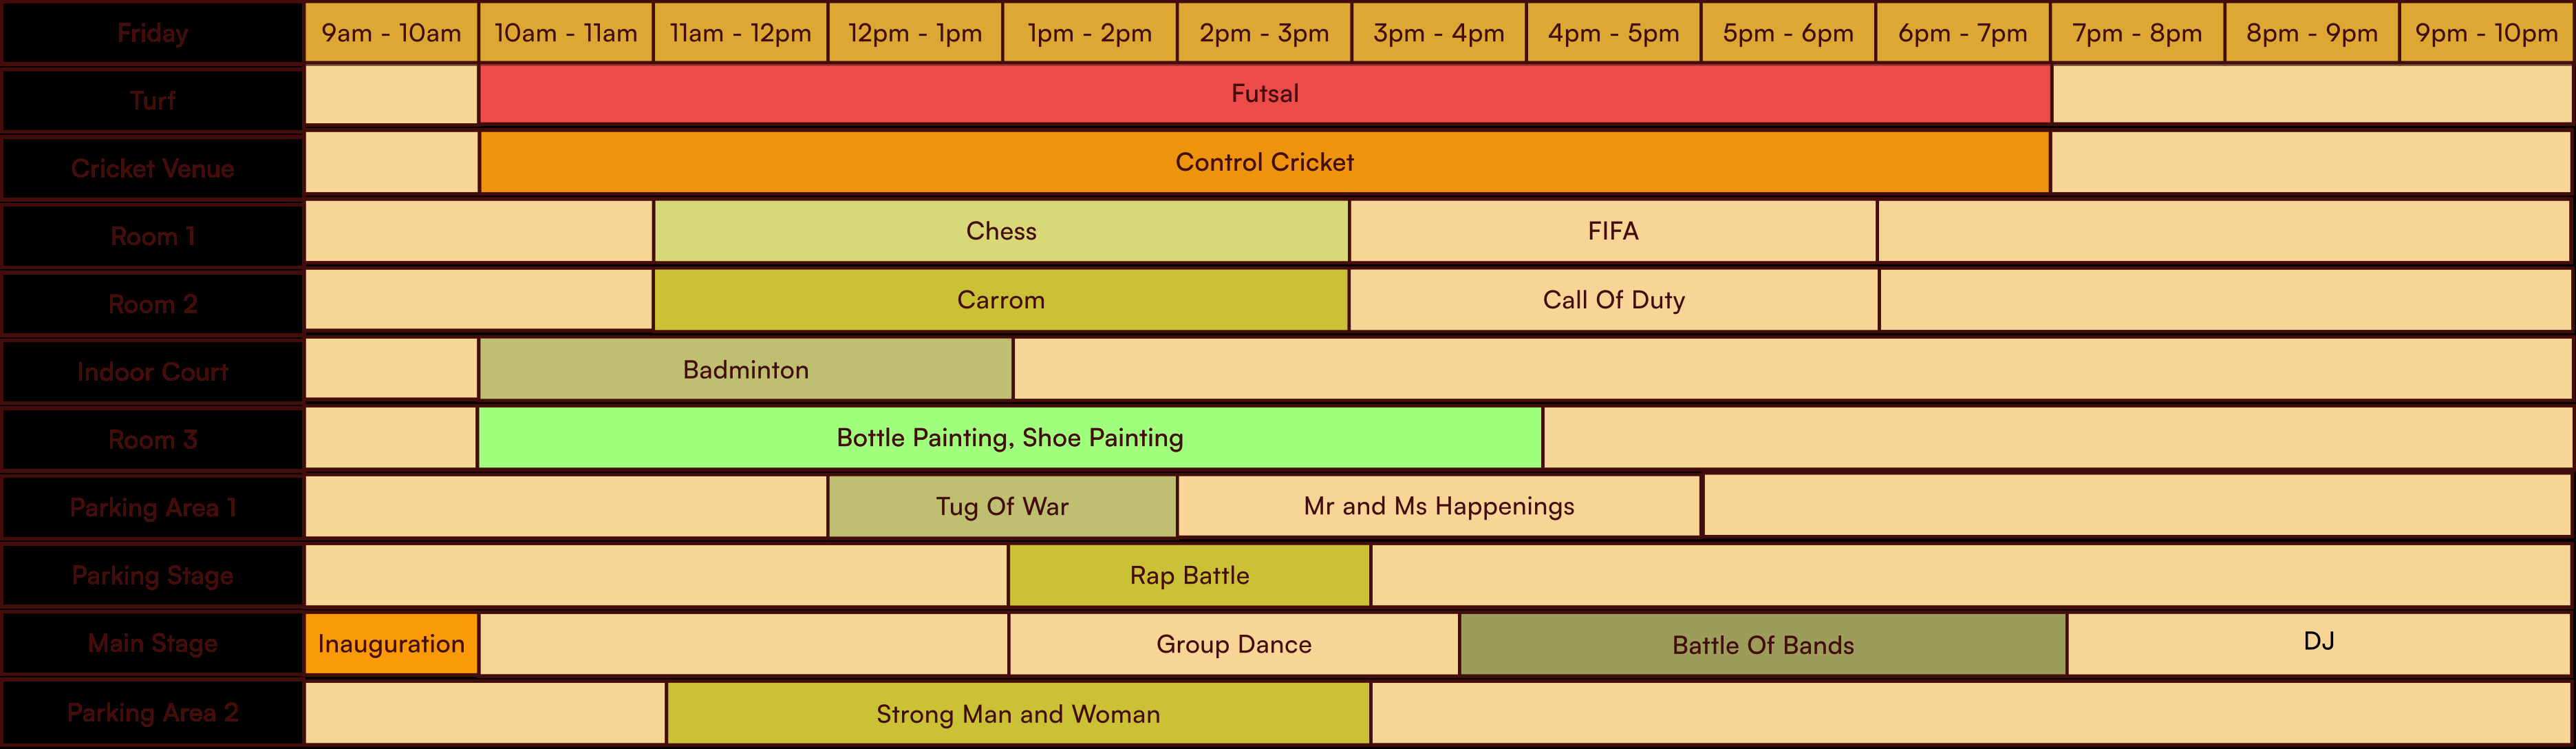 Friday 9am - 10am 10am - 11am 11am - 12pm 12pm - 1pm 1pm - 2pm 2pm - 3pm 3pm - 4pm 4pm - 5pm 5pm - 6pm 6pm - 7pm 7pm - 8pm 8pm - 9pm 9pm - 10pm
Turf Futsal
Cricket Venue Control Cricket
Room 1 Chess FIFA
Room 2 Carrom Call Of Duty
Indoor Court Badminton
Room 3 Bottle Painting, Shoe Painting
Parking Area 1 Tug Of War Mr and Ms Happenings
Parking Stage Rap Battle
Main Stage Inauguration Group Dance Battle Of Bands DJ
Parking Area 2 Strong Man and Woman